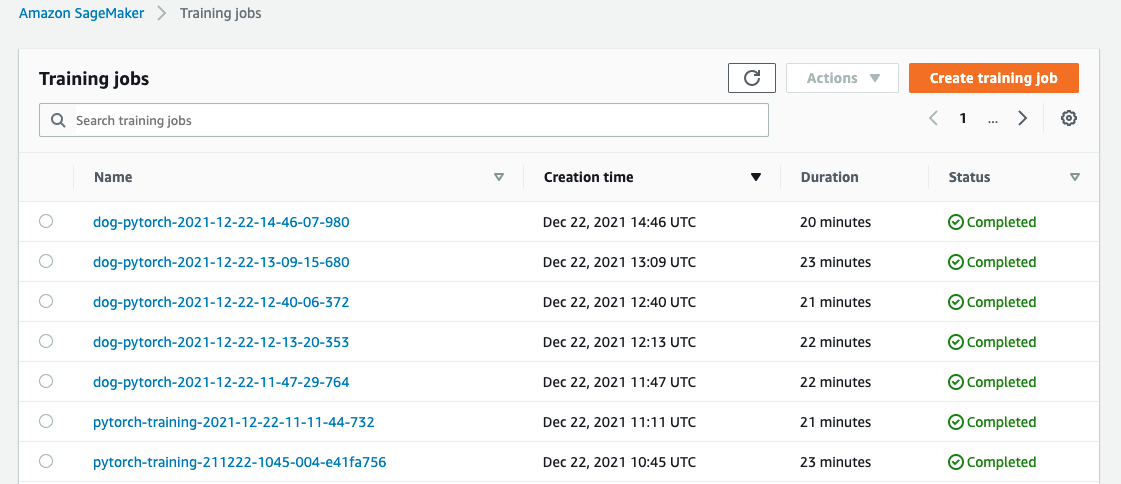 Amazon SageMaker > Training jobs
Training jobs
Actions
Create training job
Search training jobs
1 ...
Name Creation time Duration Status
dog-pytorch-2021-12-22-14-46-07-980 Dec 22, 2021 14:46 UTC 20 minutes Completed
dog-pytorch-2021-12-22-13-09-15-680 Dec 22, 2021 13:09 UTC 23 minutes Completed
dog-pytorch-2021-12-22-12-40-06-372 Dec 22, 2021 12:40 UTC 21 minutes Completed
dog-pytorch-2021-12-22-12-13-20-353 Dec 22, 2021 12:13 UTC 22 minutes Completed
dog-pytorch-2021-12-22-11-47-29-764 Dec 22, 2021 11:47 UTC 22 minutes Completed
pytorch-training-2021-12-22-11-11-44-732 Dec 22, 2021 11:11 UTC 21 minutes Completed
pytorch-training-211222-1045-004-e41fa756 Dec 22, 2021 10:45 UTC 23 minutes Completed